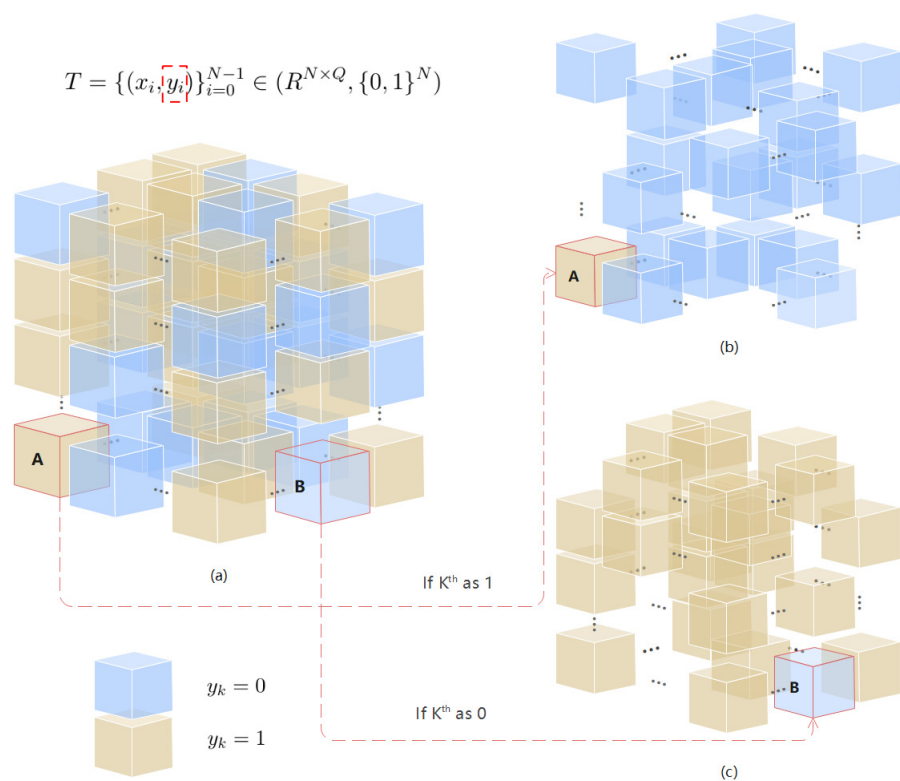 T = {(x_i, y_i)}_{i=0}^{N-1} ∈ (R^{N×Q}, {0, 1}^N)
A
B
(a)
A
(b)
If K^th as 1
y_k = 0
y_k = 1
If K^th as 0
B
(c)